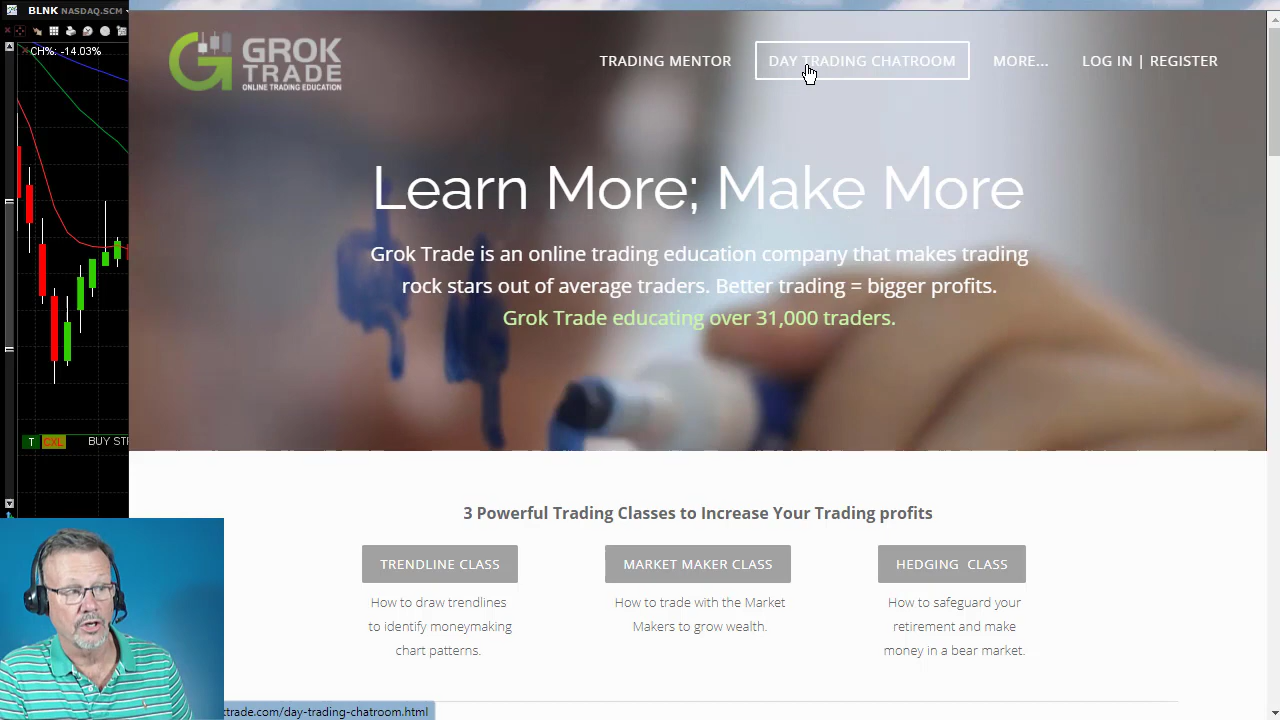 BLNK NASDAQ.SCM
CH%: -14.03%
GROK
TRADE
ONLINE TRADING EDUCATION
TRADING MENTOR
DAY TRADING CHATROOM
MORE...
LOG IN | REGISTER
Learn More; Make More
Grok Trade is an online trading education company that makes trading
rock stars out of average traders. Better trading = bigger profits.
Grok Trade educating over 31,000 traders.
T CXL BUY
3 Powerful Trading Classes to Increase Your Trading profits
TRENDLINE CLASS
How to draw trendlines
to identify moneymaking
chart patterns.
MARKET MAKER CLASS
How to trade with the Market
Makers to grow wealth.
HEDGING CLASS
How to safeguard your
retirement and make
money in a bear market.
ttrade.com/day-trading-chatroom.html